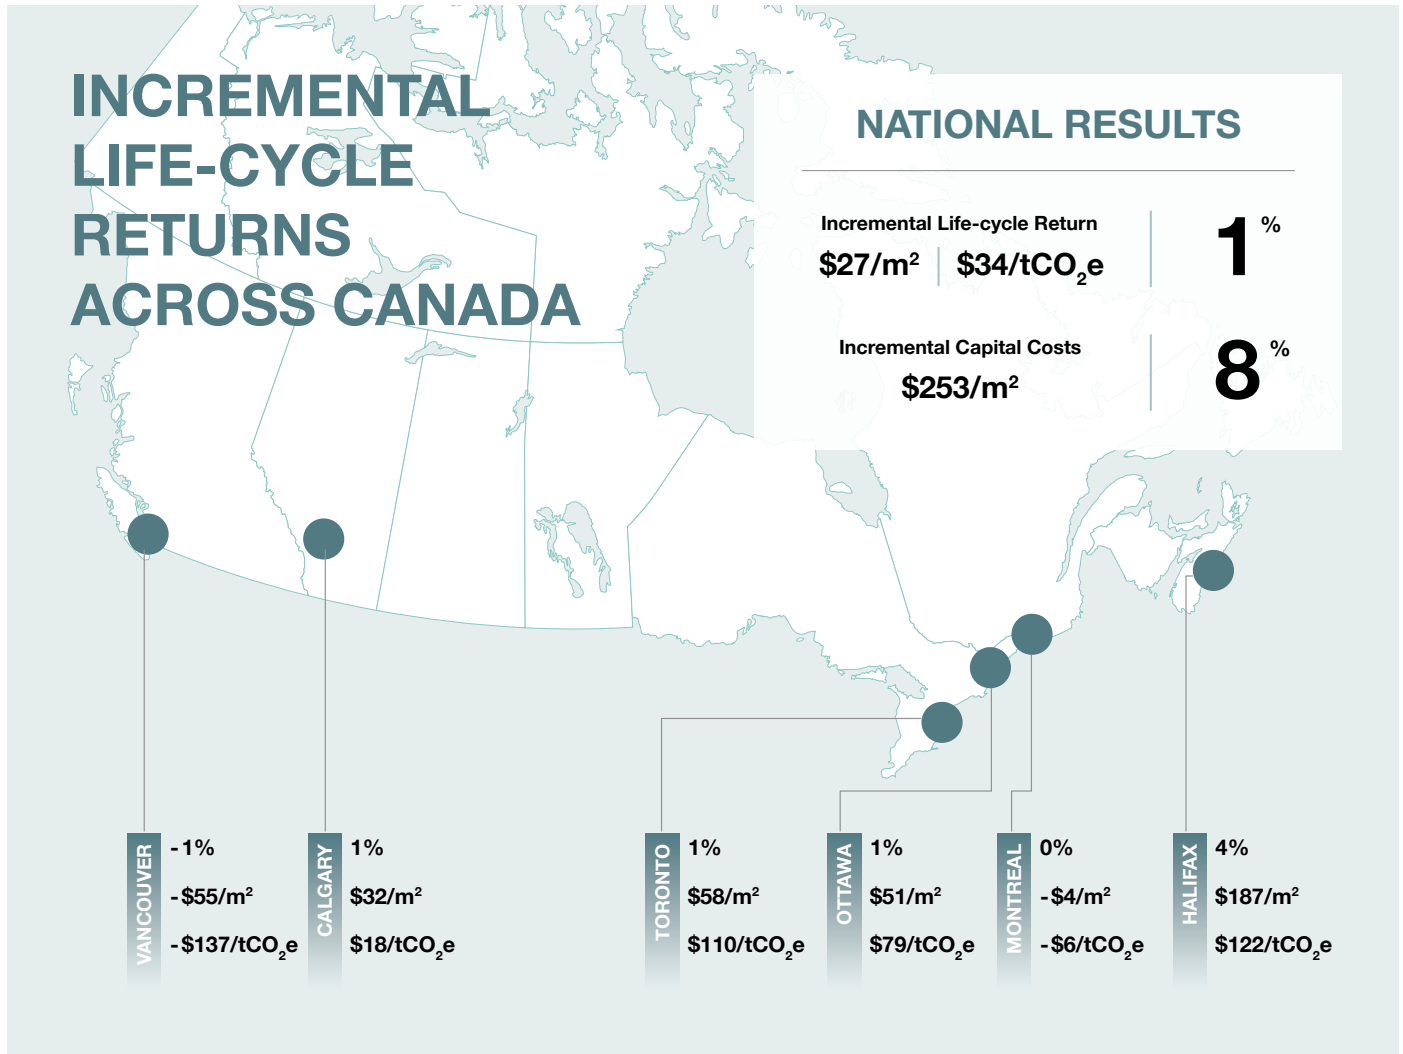 INCREMENTAL
LIFE-CYCLE
RETURNS
ACROSS CANADA
NATIONAL RESULTS
Incremental Life-cycle Return
$27/m² $34/tCO₂e
1%
Incremental Capital Costs
$253/m²
8%
VANCOUVER
-1%
-$55/m²
-$137/tCO₂e
CALGARY
1%
$32/m²
$18/tCO₂e
TORONTO
1%
$58/m²
$110/tCO₂e
OTTAWA
1%
$51/m²
$79/tCO₂e
MONTREAL
0%
-$4/m²
-$6/tCO₂e
HALIFAX
4%
$187/m²
$122/tCO₂e